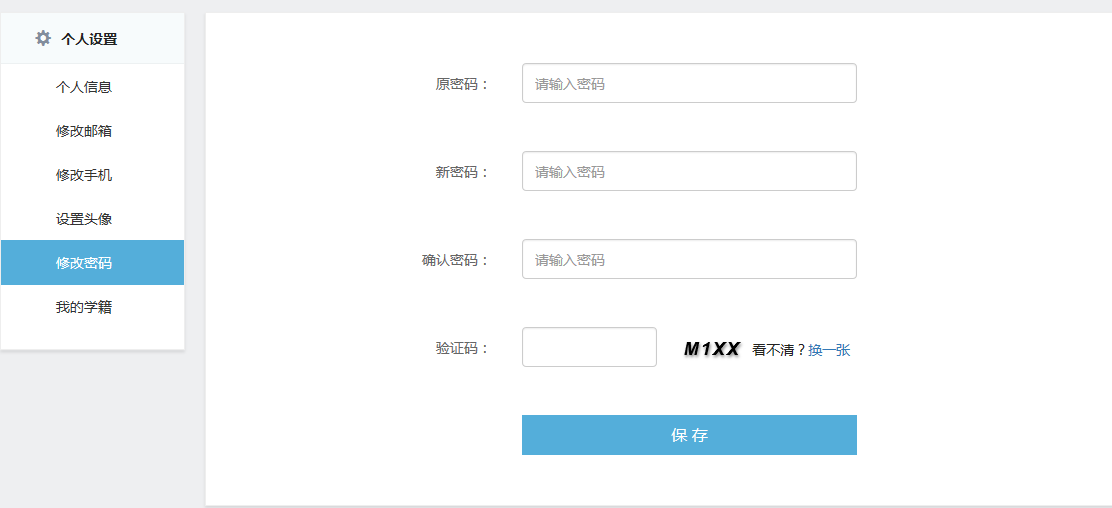 个人设置
个人信息
修改邮箱
修改手机
设置头像
修改密码
我的学籍
原密码：
请输入密码
新密码：
请输入密码
确认密码：
请输入密码
验证码：
M1XX
看不清？换一张
保 存